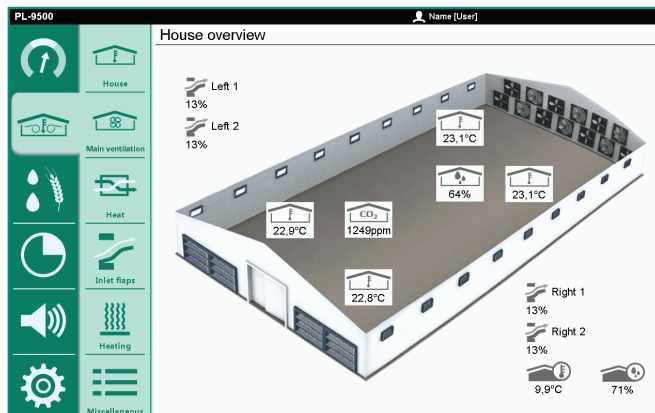 PL-9500
Name [User]
House overview
House
Main ventilation
Heat
Inlet flaps
Heating
Miscellaneous
Left 1
13%
Left 2
13%
23,1°C
64%
23,1°C
22,9°C
CO₂
1249ppm
22,8°C
Right 1
13%
Right 2
13%
9,9°C
71%